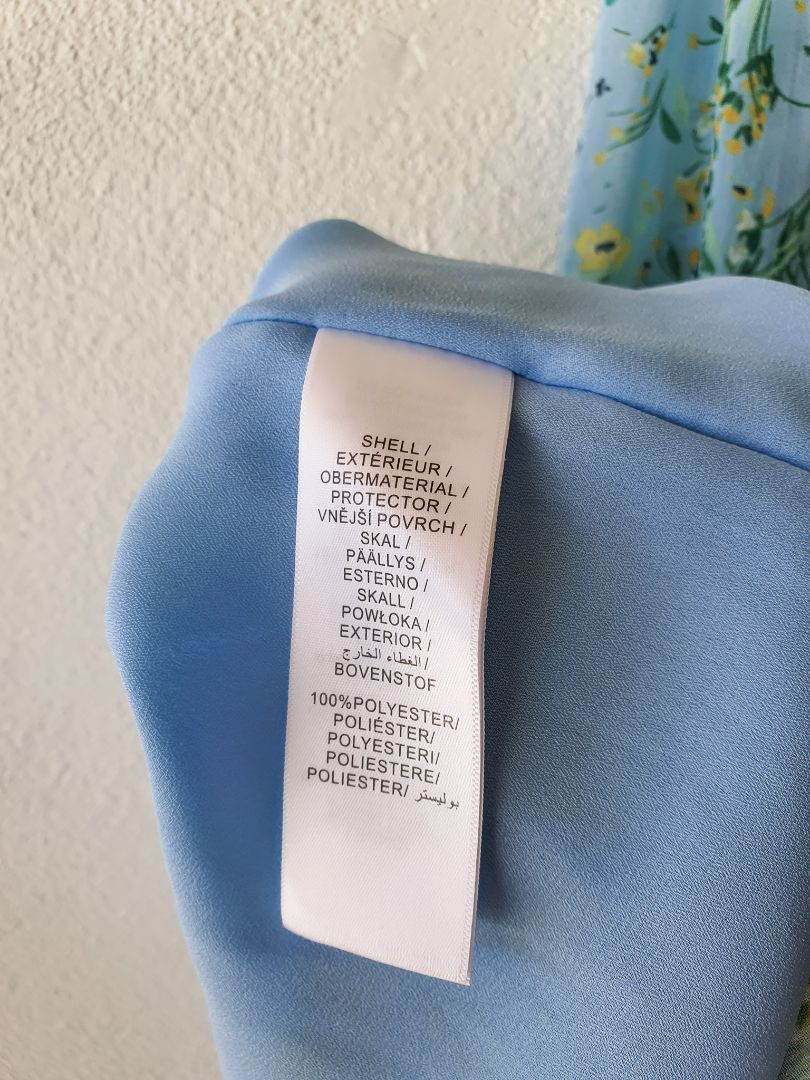 SHELL /
EXTÉRIEUR /
OBERMATERIAL /
PROTECTOR /
VNĚJŠÍ POVRCH /
SKAL /
PÄÄLLYS /
ESTERNO /
SKALL /
POWŁOKA /
EXTERIOR /
الغطاء الخارج /
BOVENSTOF
100%POLYESTER/
POLIÉSTER/
POLYESTERI/
POLIESTERE/
POLIESTER/ بوليستر